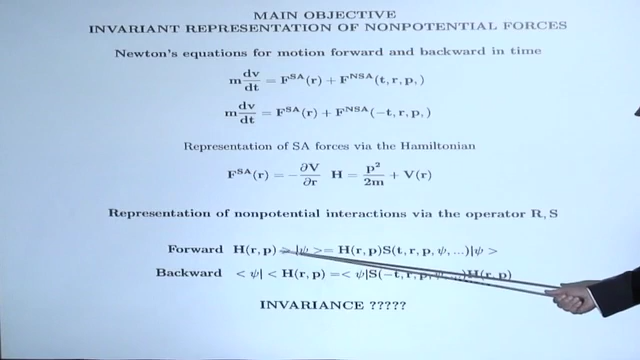 MAIN OBJECTIVE
INVARIANT REPRESENTATION OF NONPOTENTIAL FORCES
Newton's equations for motion forward and backward in time
m dv/dt = F^SA(r) + F^NSA(t, r, p, )
m dv/dt = F^SA(r) + F^NSA(−t, r, p, )
Representation of SA forces via the Hamiltonian
F^SA(r) = − ∂V/∂r H = p²/2m + V(r)
Representation of nonpotential interactions via the operator R, S
Forward H(r, p) > |ψ >= H(r, p)S(t, r, p, ψ, ...)|ψ >
Backward < ψ| < H(r, p) =< ψ|S(−t, r, p, ψ, ...)H(r, p)
INVARIANCE ?????